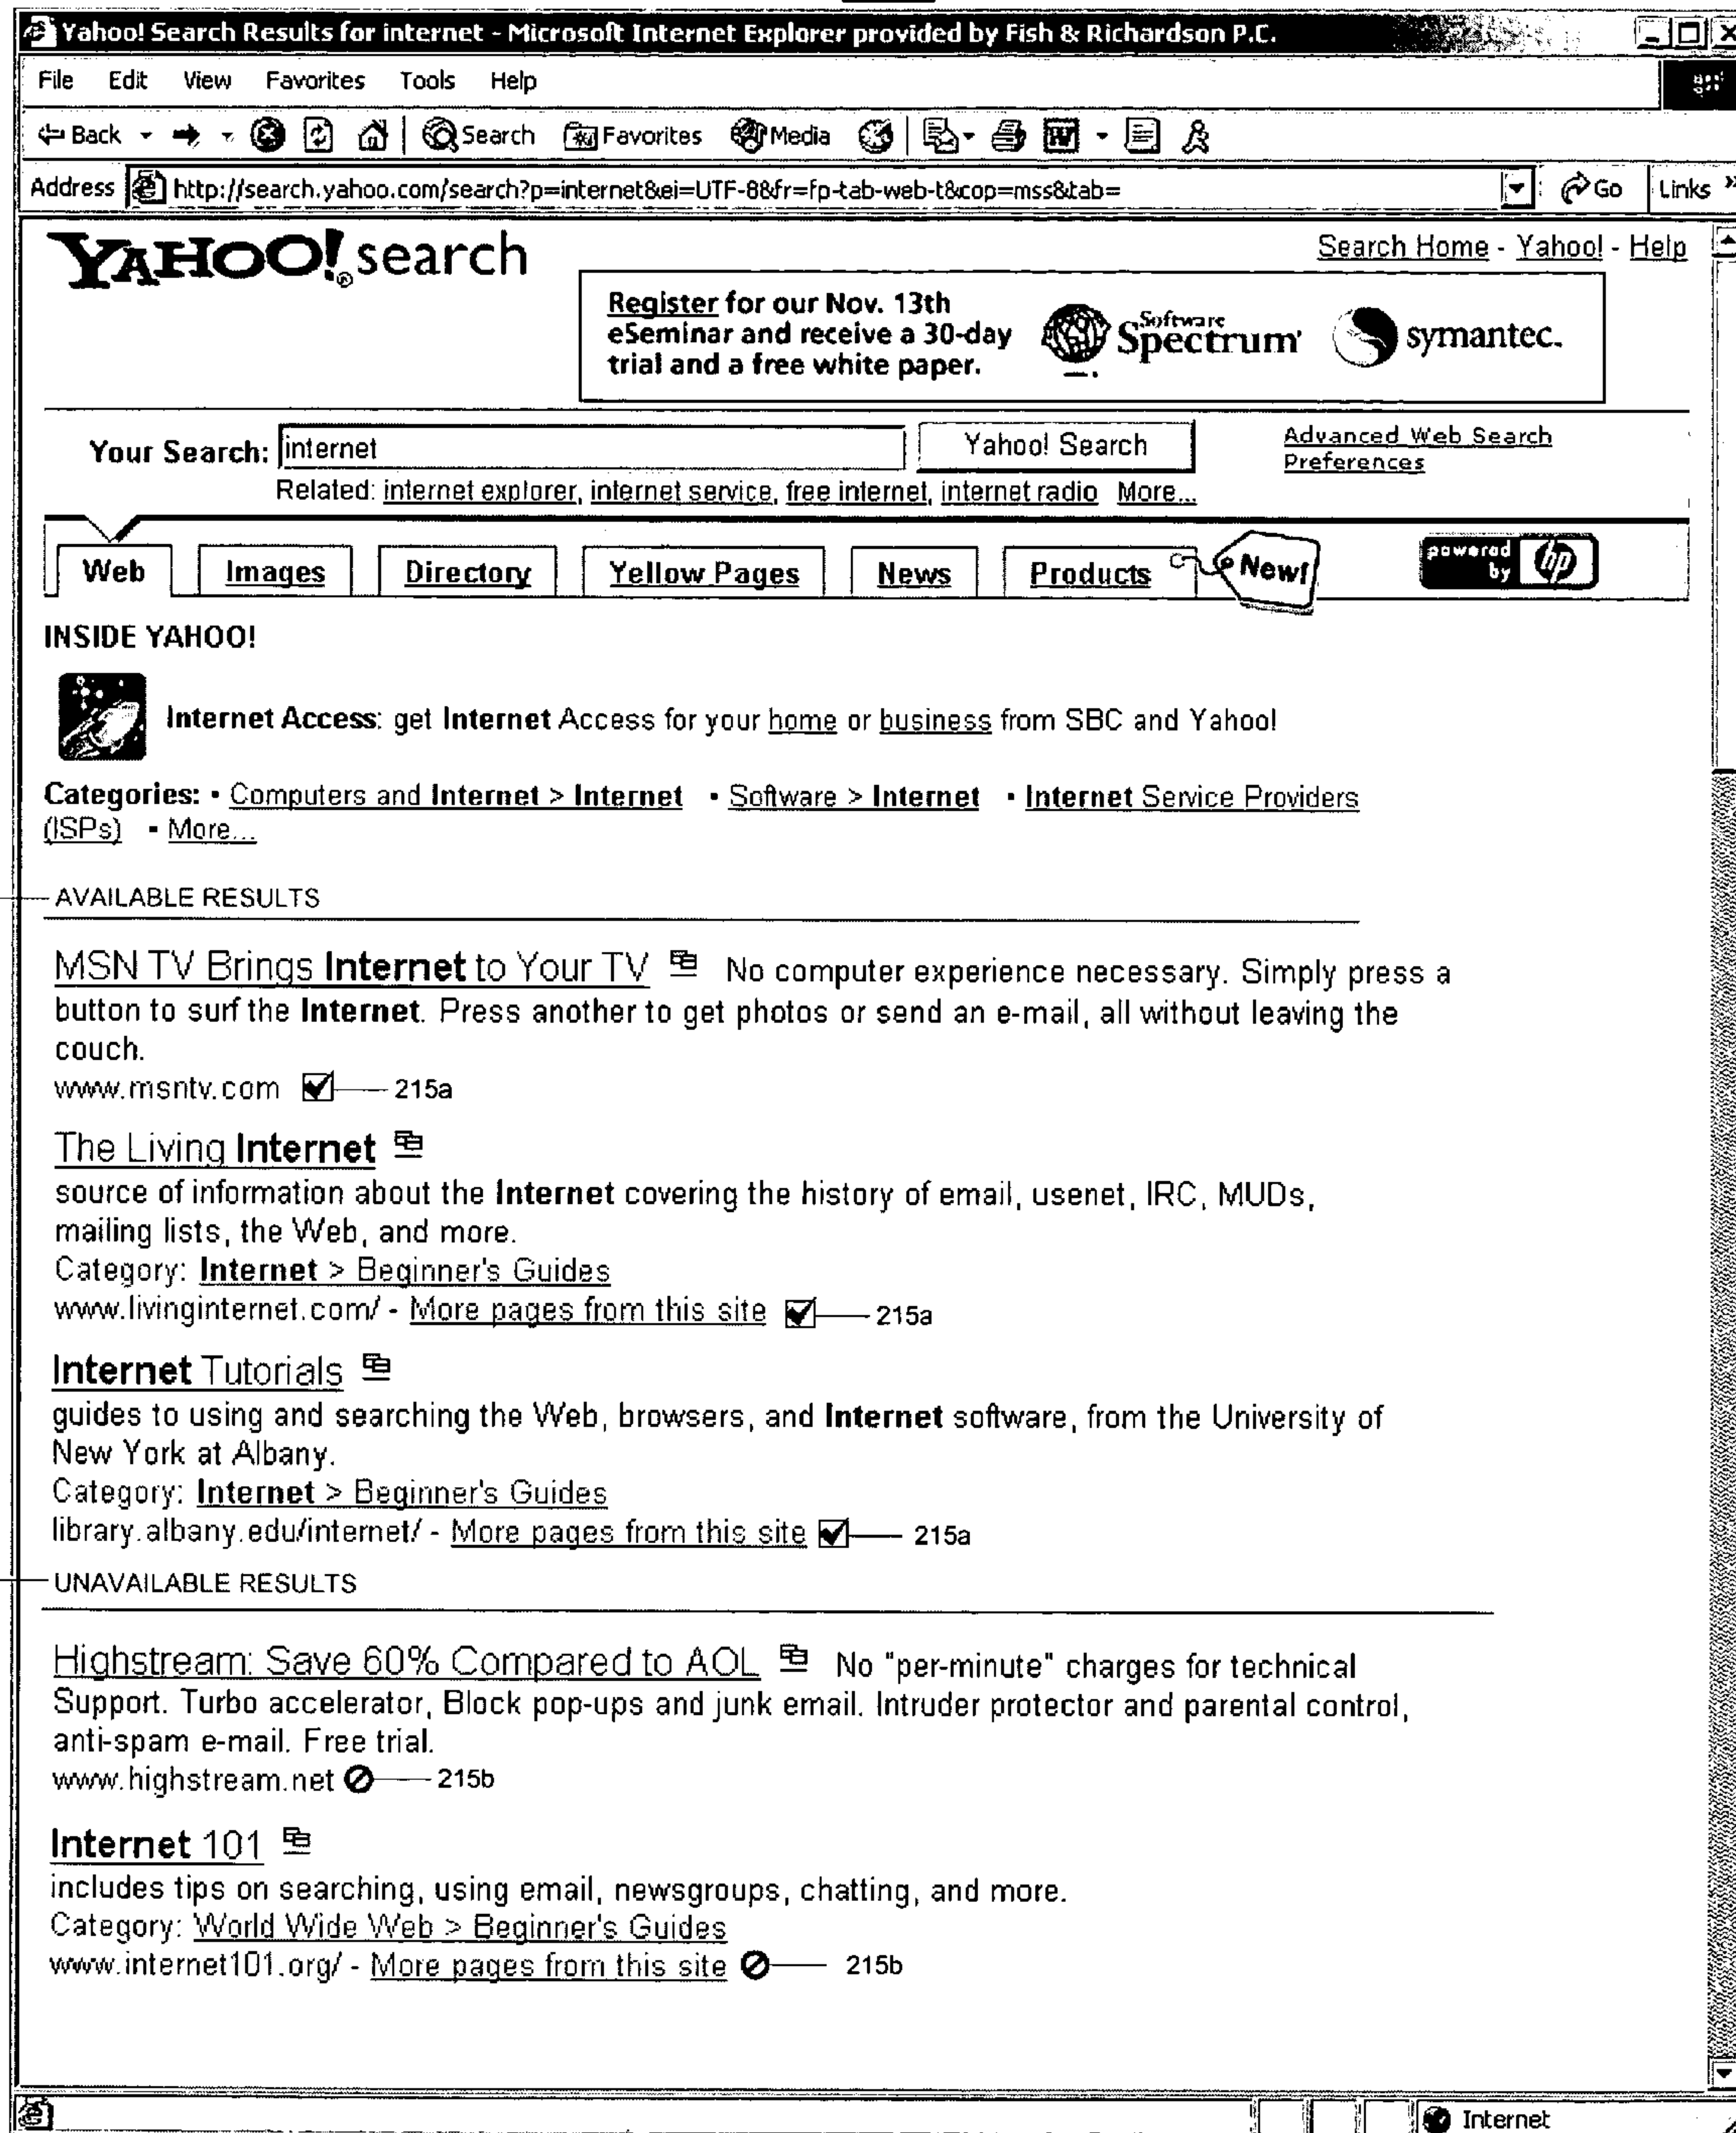 Yahoo! Search Results for internet - Microsoft Internet Explorer provided by Fish & Richardson P.C.
File Edit View Favorites Tools Help
Back Search Favorites Media
Address http://search.yahoo.com/search?p=internet&ei=UTF-8&fr=fp-tab-web-t&cop=mss&tab= Go Links »
YAHOO!® search
Search Home - Yahoo! - Help
Register for our Nov. 13th
eSeminar and receive a 30-day
trial and a free white paper.
Software
Spectrum
symantec.
Your Search: internet Yahoo! Search
Advanced Web Search
Preferences
Related: internet explorer, internet service, free internet, internet radio More...
Web Images Directory Yellow Pages News Products New!
powered
by hp
INSIDE YAHOO!
Internet Access: get Internet Access for your home or business from SBC and Yahoo!
Categories: • Computers and Internet > Internet • Software > Internet • Internet Service Providers
(ISPs) • More...
AVAILABLE RESULTS
MSN TV Brings Internet to Your TV No computer experience necessary. Simply press a
button to surf the Internet. Press another to get photos or send an e-mail, all without leaving the
couch.
www.msntv.com 215a
The Living Internet
source of information about the Internet covering the history of email, usenet, IRC, MUDs,
mailing lists, the Web, and more.
Category: Internet > Beginner's Guides
www.livinginternet.com/ - More pages from this site 215a
Internet Tutorials
guides to using and searching the Web, browsers, and Internet software, from the University of
New York at Albany.
Category: Internet > Beginner's Guides
library.albany.edu/internet/ - More pages from this site 215a
UNAVAILABLE RESULTS
Highstream: Save 60% Compared to AOL No "per-minute" charges for technical
Support. Turbo accelerator, Block pop-ups and junk email. Intruder protector and parental control,
anti-spam e-mail. Free trial.
www.highstream.net 215b
Internet 101
includes tips on searching, using email, newsgroups, chatting, and more.
Category: World Wide Web > Beginner's Guides
www.internet101.org/ - More pages from this site 215b
Internet